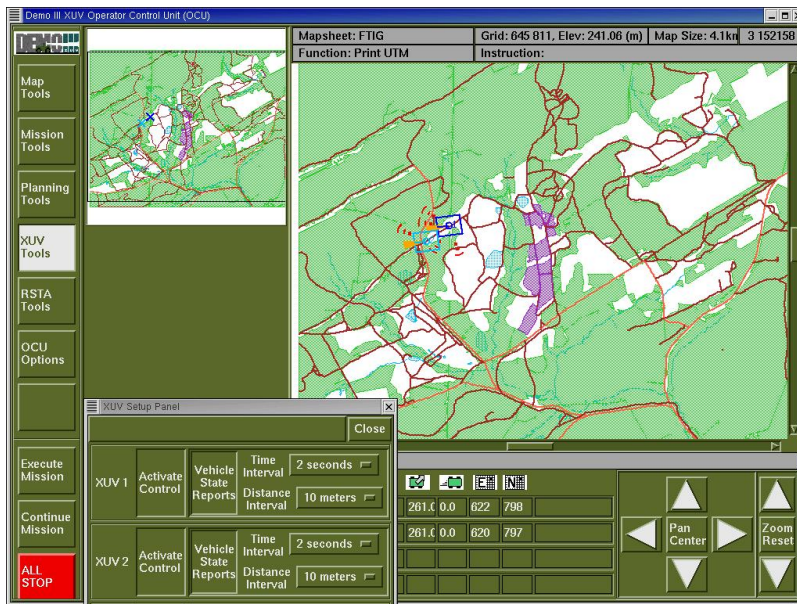 Demo III XUV Operator Control Unit (OCU)
DEMO III
Mapsheet: FTIG
Grid: 645 811, Elev: 241.06 (m)
Map Size: 4.1km
3 152158
Function: Print UTM
Instruction:
Map
Tools
Mission
Tools
Planning
Tools
XUV
Tools
RSTA
Tools
OCU
Options
Execute
Mission
Continue
Mission
ALL
STOP
XUV Setup Panel
Close
XUV 1
Activate
Control
Vehicle
State
Reports
Time
Interval
2 seconds
Distance
Interval
10 meters
XUV 2
Activate
Control
Vehicle
State
Reports
Time
Interval
2 seconds
Distance
Interval
10 meters
E N
261.0 0.0 622 798
261.0 0.0 620 797
Pan
Center
Zoom
Reset